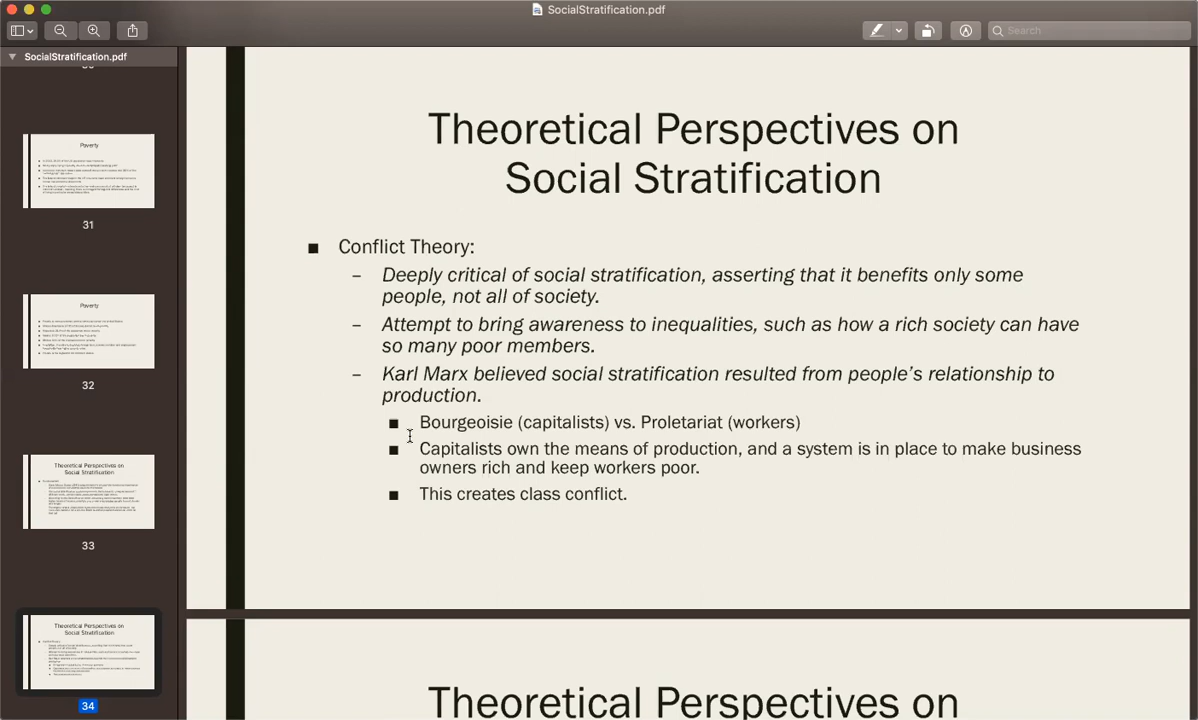 SocialStratification.pdf
Search
SocialStratification.pdf
Poverty
31
Poverty
32
Theoretical Perspectives on
Social Stratification
33
Theoretical Perspectives on
Social Stratification
34
Theoretical Perspectives on
Social Stratification
■ Conflict Theory:
– Deeply critical of social stratification, asserting that it benefits only some
people, not all of society.
– Attempt to bring awareness to inequalities, such as how a rich society can have
so many poor members.
– Karl Marx believed social stratification resulted from people’s relationship to
production.
■ Bourgeoisie (capitalists) vs. Proletariat (workers)
■ Capitalists own the means of production, and a system is in place to make business
owners rich and keep workers poor.
■ This creates class conflict.
Theoretical Perspectives on